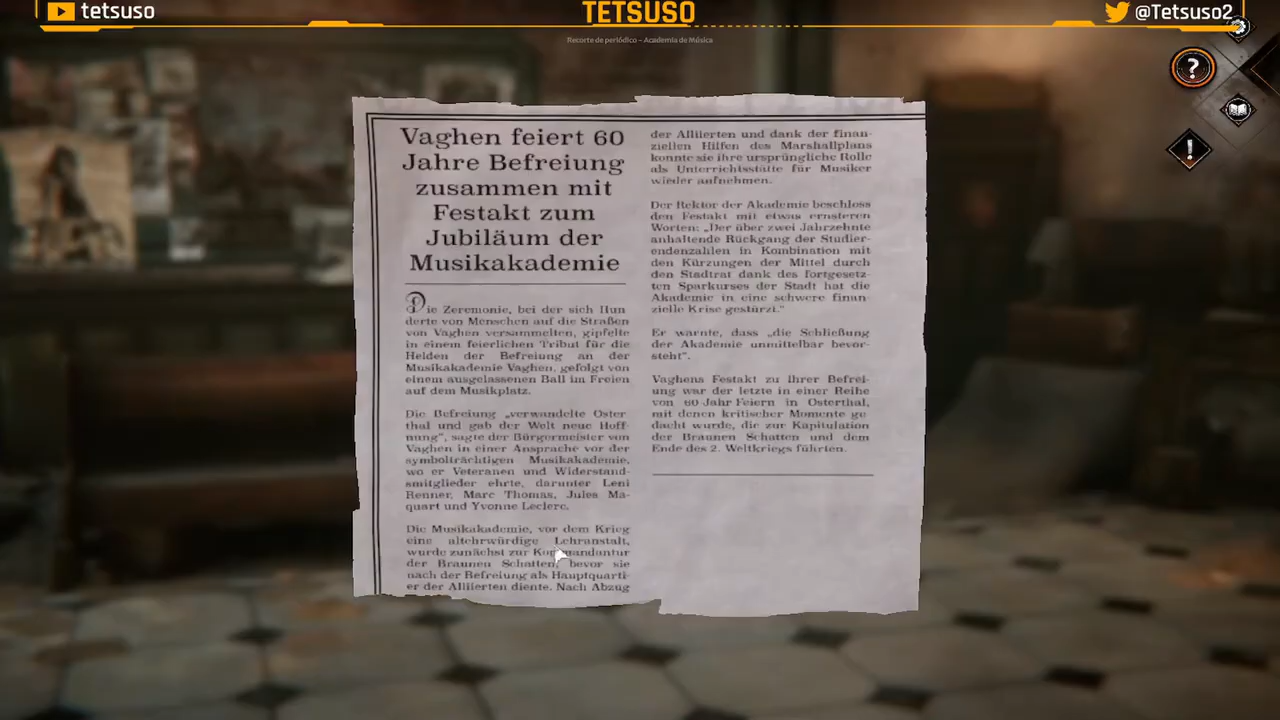 tetsuso
TETSUSO
@Tetsuso2
Recorte de periódico - Academia de Música
Vaghen feiert 60
Jahre Befreiung
zusammen mit
Festakt zum
Jubiläum der
Musikakademie
Die Zeremonie, bei der sich Hun
derte von Menschen auf die Straßen
von Vaghen versammelten, gipfelte
in einem feierlichen Tribut für die
Helden der Befreiung an der
Musikakademie Vaghen, gefolgt von
einem ausgelassenen Ball im Freien
auf dem Musikplatz.
Die Befreiung „verwandelte Oster
thal und gab der Welt neue Hoff-
nung“, sagte der Bürgermeister von
Vaghen in einer Ansprache vor der
symbolträchtigen Musikakademie,
wo er Veteranen und Widerstand-
smitglieder ehrte, darunter Leni
Renner, Marc Thomas, Jules Ma-
quart und Yvonne Leclerc.
Die Musikakademie, vor dem Krieg
eine altehrwürdige Lehranstalt,
wurde zunächst zur Kommandantur
der Braunen Schatten, bevor sie
nach der Befreiung als Hauptquarti-
er der Alliierten diente. Nach Abzug
der Alliierten und dank der finan-
ziellen Hilfen des Marshallplans
konnte sie ihre ursprüngliche Rolle
als Unterrichtsstätte für Musiker
wieder aufnehmen.
Der Rektor der Akademie beschloss
den Festakt mit etwas ernsteren
Worten: „Der über zwei Jahrzehnte
anhaltende Rückgang der Studier-
endenzahlen in Kombination mit
den Kürzungen der Mittel durch
den Stadtrat dank des fortgesetz-
ten Sparkurses der Stadt hat die
Akademie in eine schwere finan-
zielle Krise gestürzt.“
Er warnte, dass „die Schließung
der Akademie unmittelbar bevor-
steht“.
Vaghens Festakt zu ihrer Befrei-
ung war der letzte in einer Reihe
von 60 Jahr Feiern in Osterthal,
mit denen kritischer Momente ge-
dacht wurde, die zur Kapitulation
der Braunen Schatten und dem
Ende des 2. Weltkriegs führten.